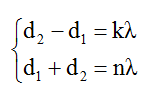 d₂ − d₁ = kλ
d₁ + d₂ = nλ